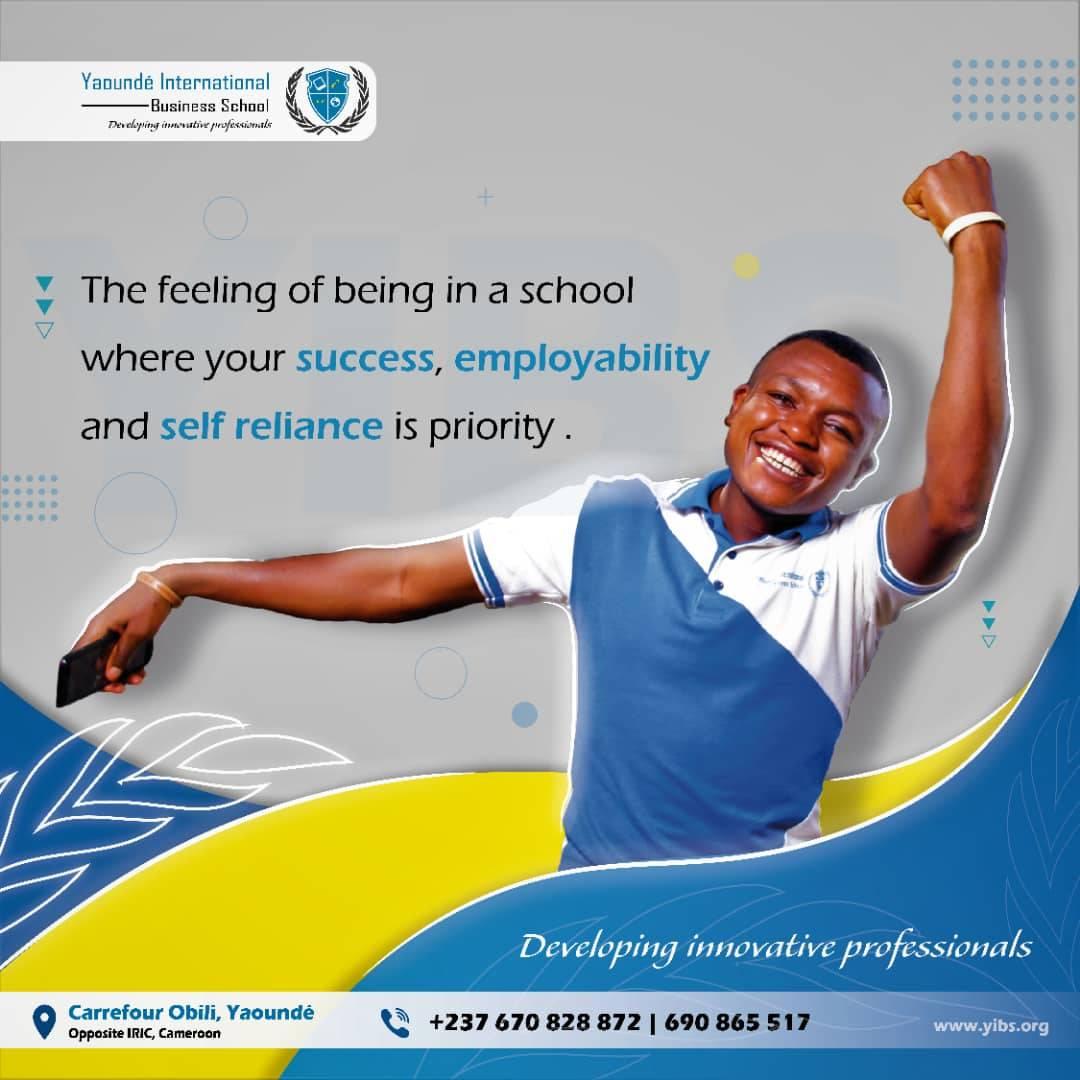 Yaoundé International
Business School
Developing innovative professionals
YIBS
The feeling of being in a school
where your success, employability
and self reliance is priority .
Developing innovative professionals
Carrefour Obili, Yaoundé
Opposite IRIC, Cameroon
+237 670 828 872 | 690 865 517
www.yibs.org